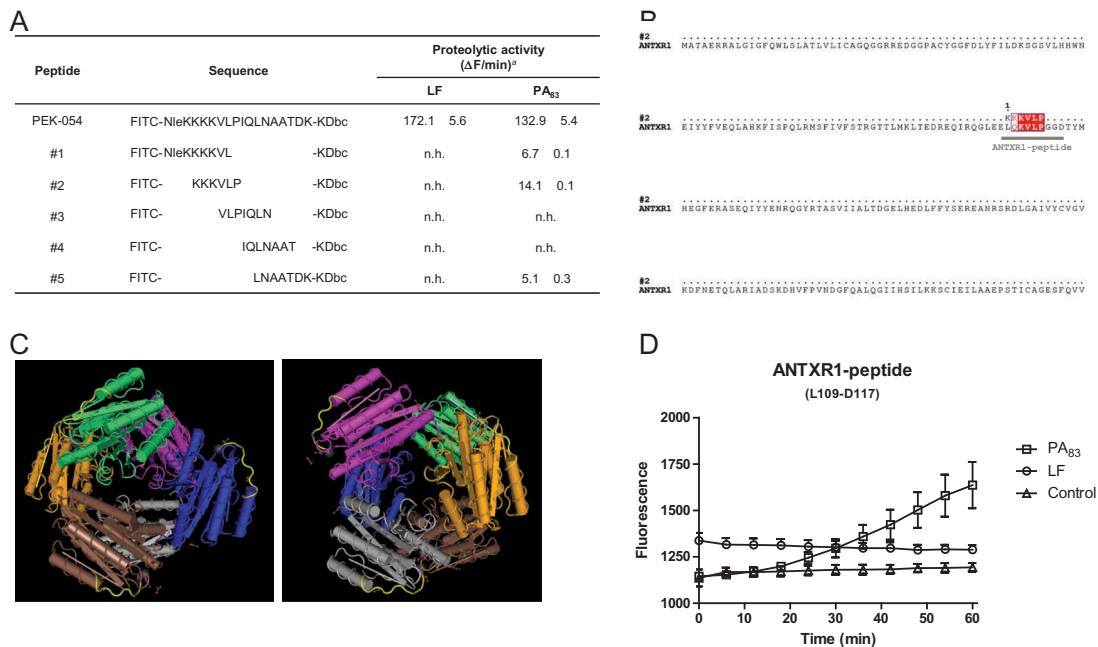 A
Peptide Sequence Proteolytic activity
(ΔF/min)a
LF PA83
PEK-054 FITC-NleKKKKVLPIQLNAATDK-KDbc 172.1 5.6 132.9 5.4
#1 FITC-NleKKKKVL -KDbc n.h. 6.7 0.1
#2 FITC- KKKVLP -KDbc n.h. 14.1 0.1
#3 FITC- VLPIQLN -KDbc n.h. n.h.
#4 FITC- IQLNAAT -KDbc n.h. n.h.
#5 FITC- LNAATDK-KDbc n.h. 5.1 0.3
B
#2
ANTXR1 MATAERRALGIGFQWLSLATLVLICAGQGGRREDGGPACYGGFDLYFILDKSGSVLHHWN
1
#2 KKKVLP
ANTXR1 EIYYFVEQLAHKFISPQLRMSFIVFSTRGTTLMKLTEDREQIRQGLEELQKVLPGGDTYM
ANTXR1-peptide
#2
ANTXR1 HEGFERASEQIYYENRQGYRTASVIIALTDGELHEDLFFYSEREANRSRDLGAIVYCVGV
#2
ANTXR1 KDFNETQLARIADSKDHVFPVNDGFQALQGIIHSILKKSCIEILAAEPSTICAGESFQVV
C
D
ANTXR1-peptide
(L109-D117)
2000
1750
1500
1250
1000
Fluorescence
0 10 20 30 40 50 60
Time (min)
PA83
LF
Control